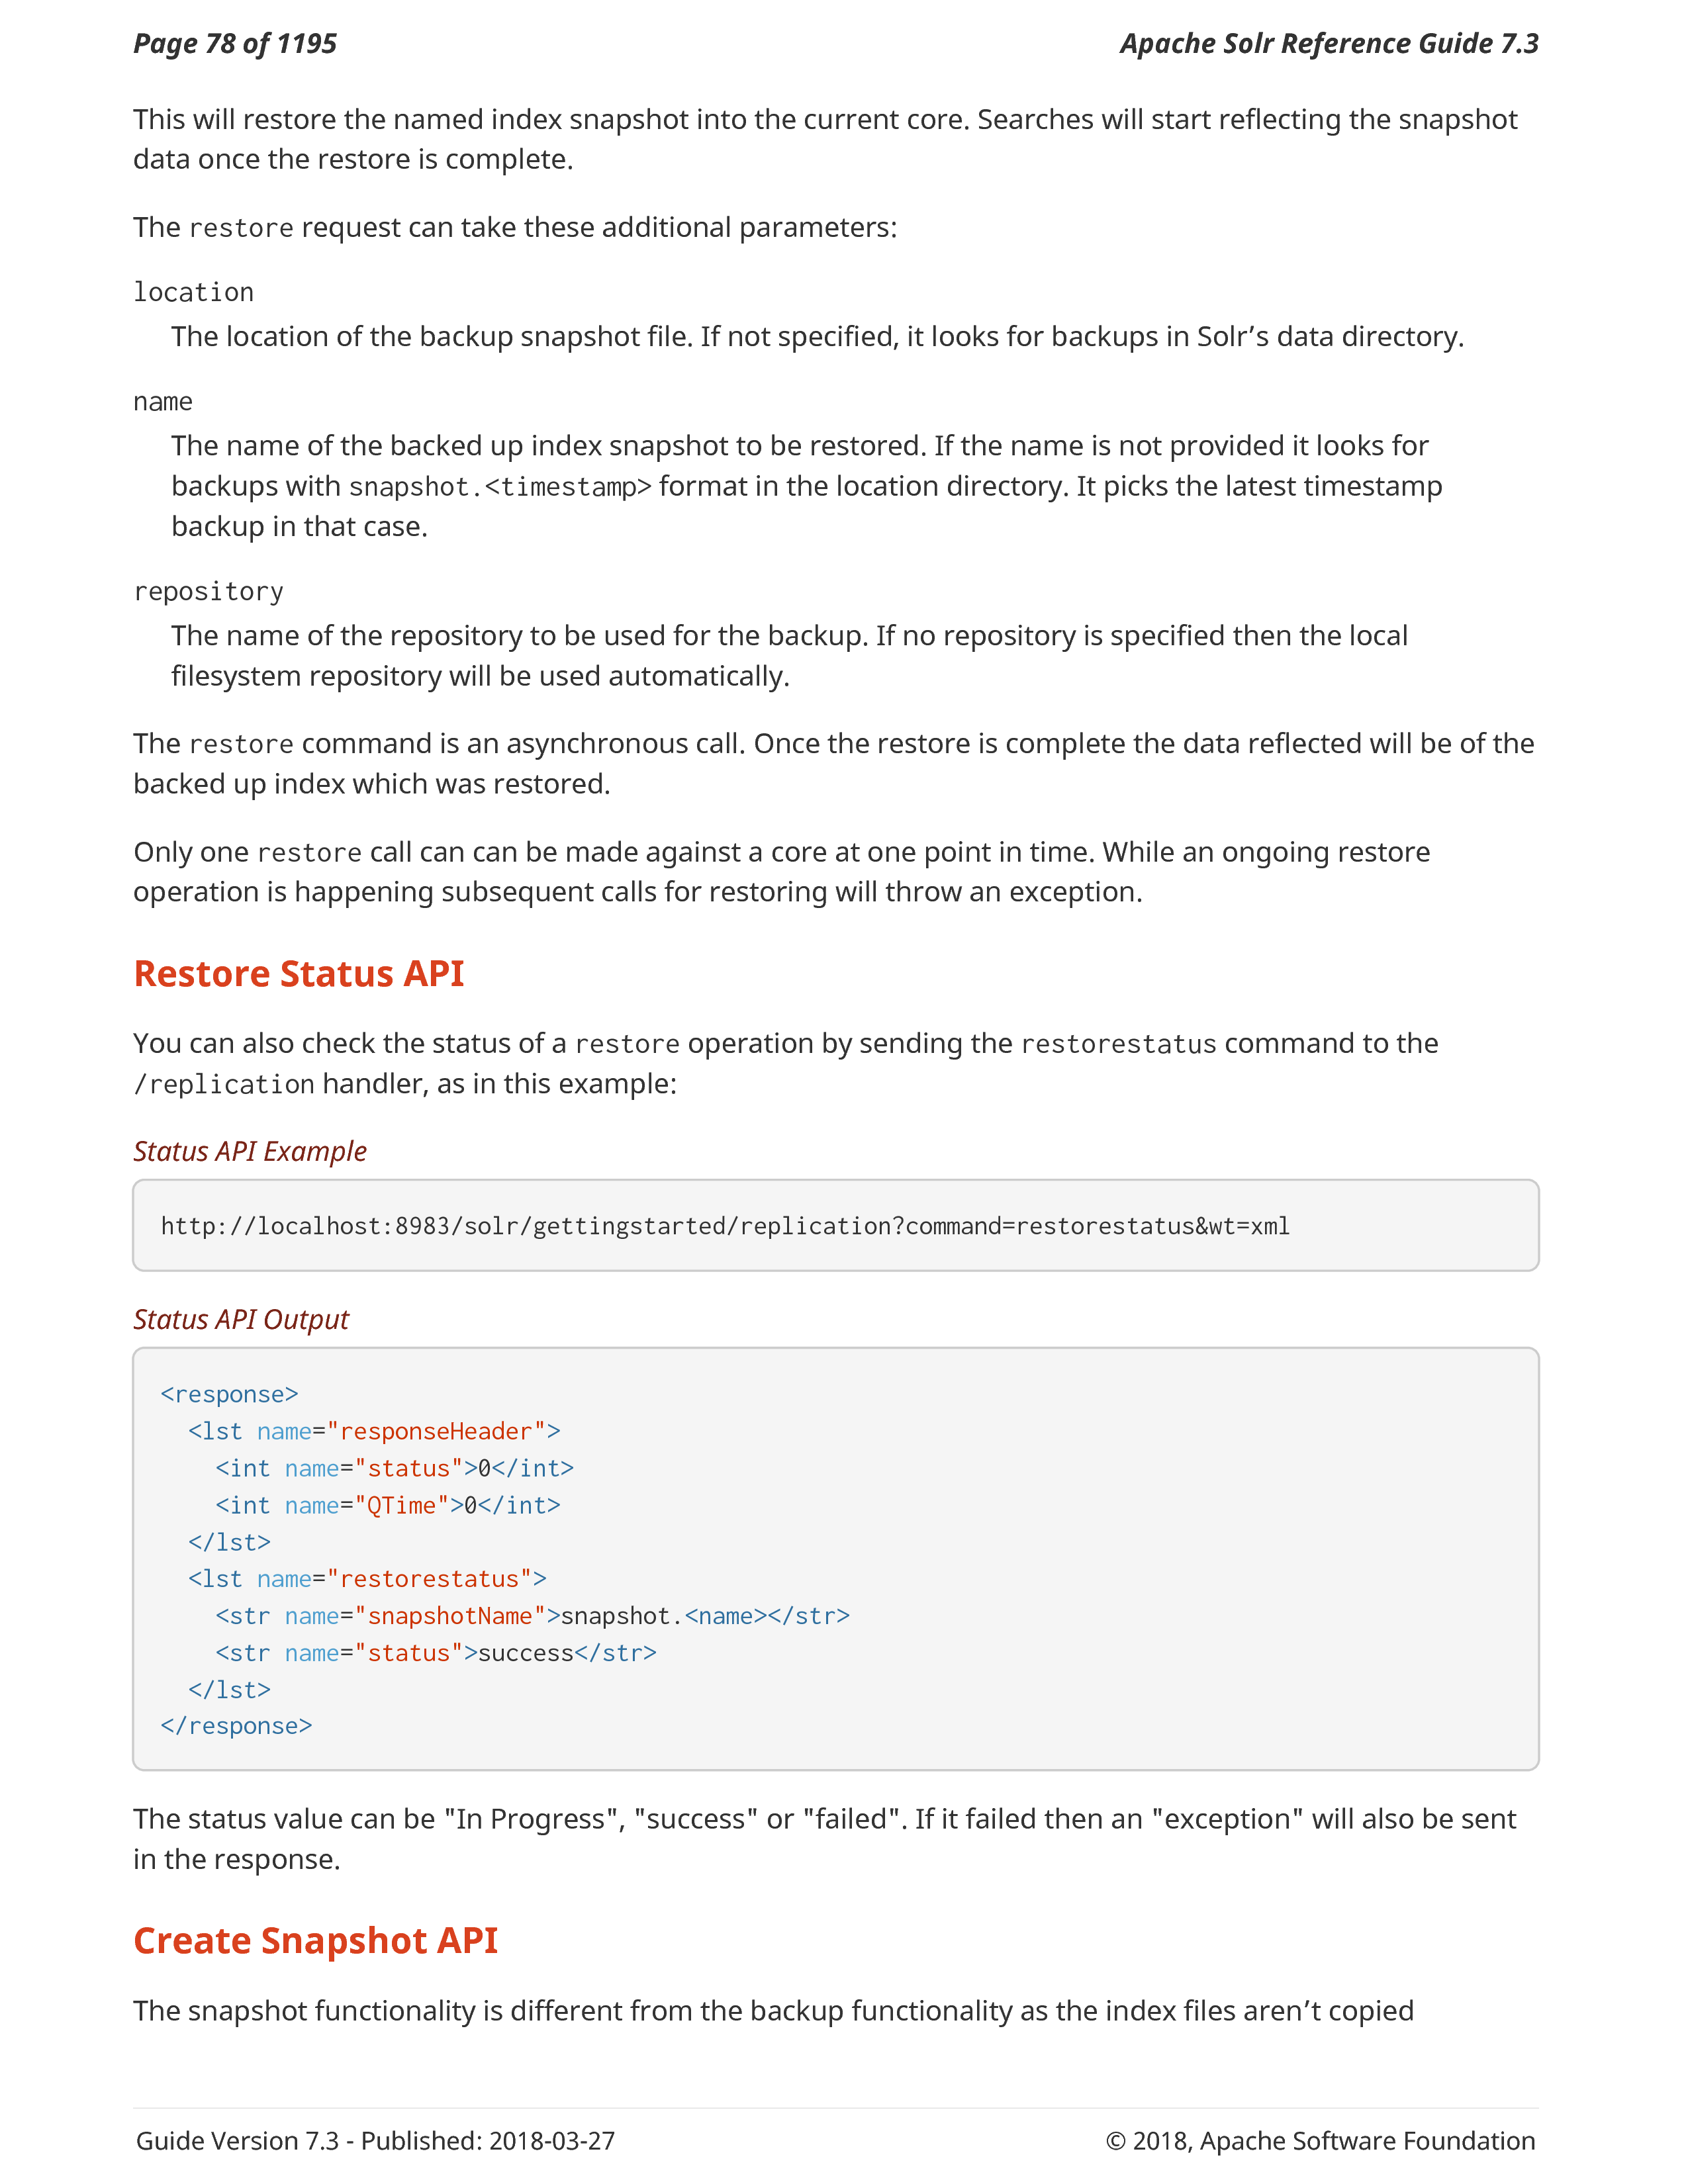 Page 78 of 1195
Apache Solr Reference Guide 7.3
This will restore the named index snapshot into the current core. Searches will start reflecting the snapshot
data once the restore is complete.
The restore request can take these additional parameters:
location
The location of the backup snapshot file. If not specified, it looks for backups in Solr’s data directory.
name
The name of the backed up index snapshot to be restored. If the name is not provided it looks for
backups with snapshot.<timestamp> format in the location directory. It picks the latest timestamp
backup in that case.
repository
The name of the repository to be used for the backup. If no repository is specified then the local
filesystem repository will be used automatically.
The restore command is an asynchronous call. Once the restore is complete the data reflected will be of the
backed up index which was restored.
Only one restore call can can be made against a core at one point in time. While an ongoing restore
operation is happening subsequent calls for restoring will throw an exception.
Restore Status API
You can also check the status of a restore operation by sending the restorestatus command to the
/replication handler, as in this example:
Status API Example
http://localhost:8983/solr/gettingstarted/replication?command=restorestatus&wt=xml
Status API Output
<response>
  <lst name="responseHeader">
    <int name="status">0</int>
    <int name="QTime">0</int>
  </lst>
  <lst name="restorestatus">
    <str name="snapshotName">snapshot.<name></str>
    <str name="status">success</str>
  </lst>
</response>
The status value can be "In Progress", "success" or "failed". If it failed then an "exception" will also be sent
in the response.
Create Snapshot API
The snapshot functionality is different from the backup functionality as the index files aren’t copied
Guide Version 7.3 - Published: 2018-03-27
© 2018, Apache Software Foundation